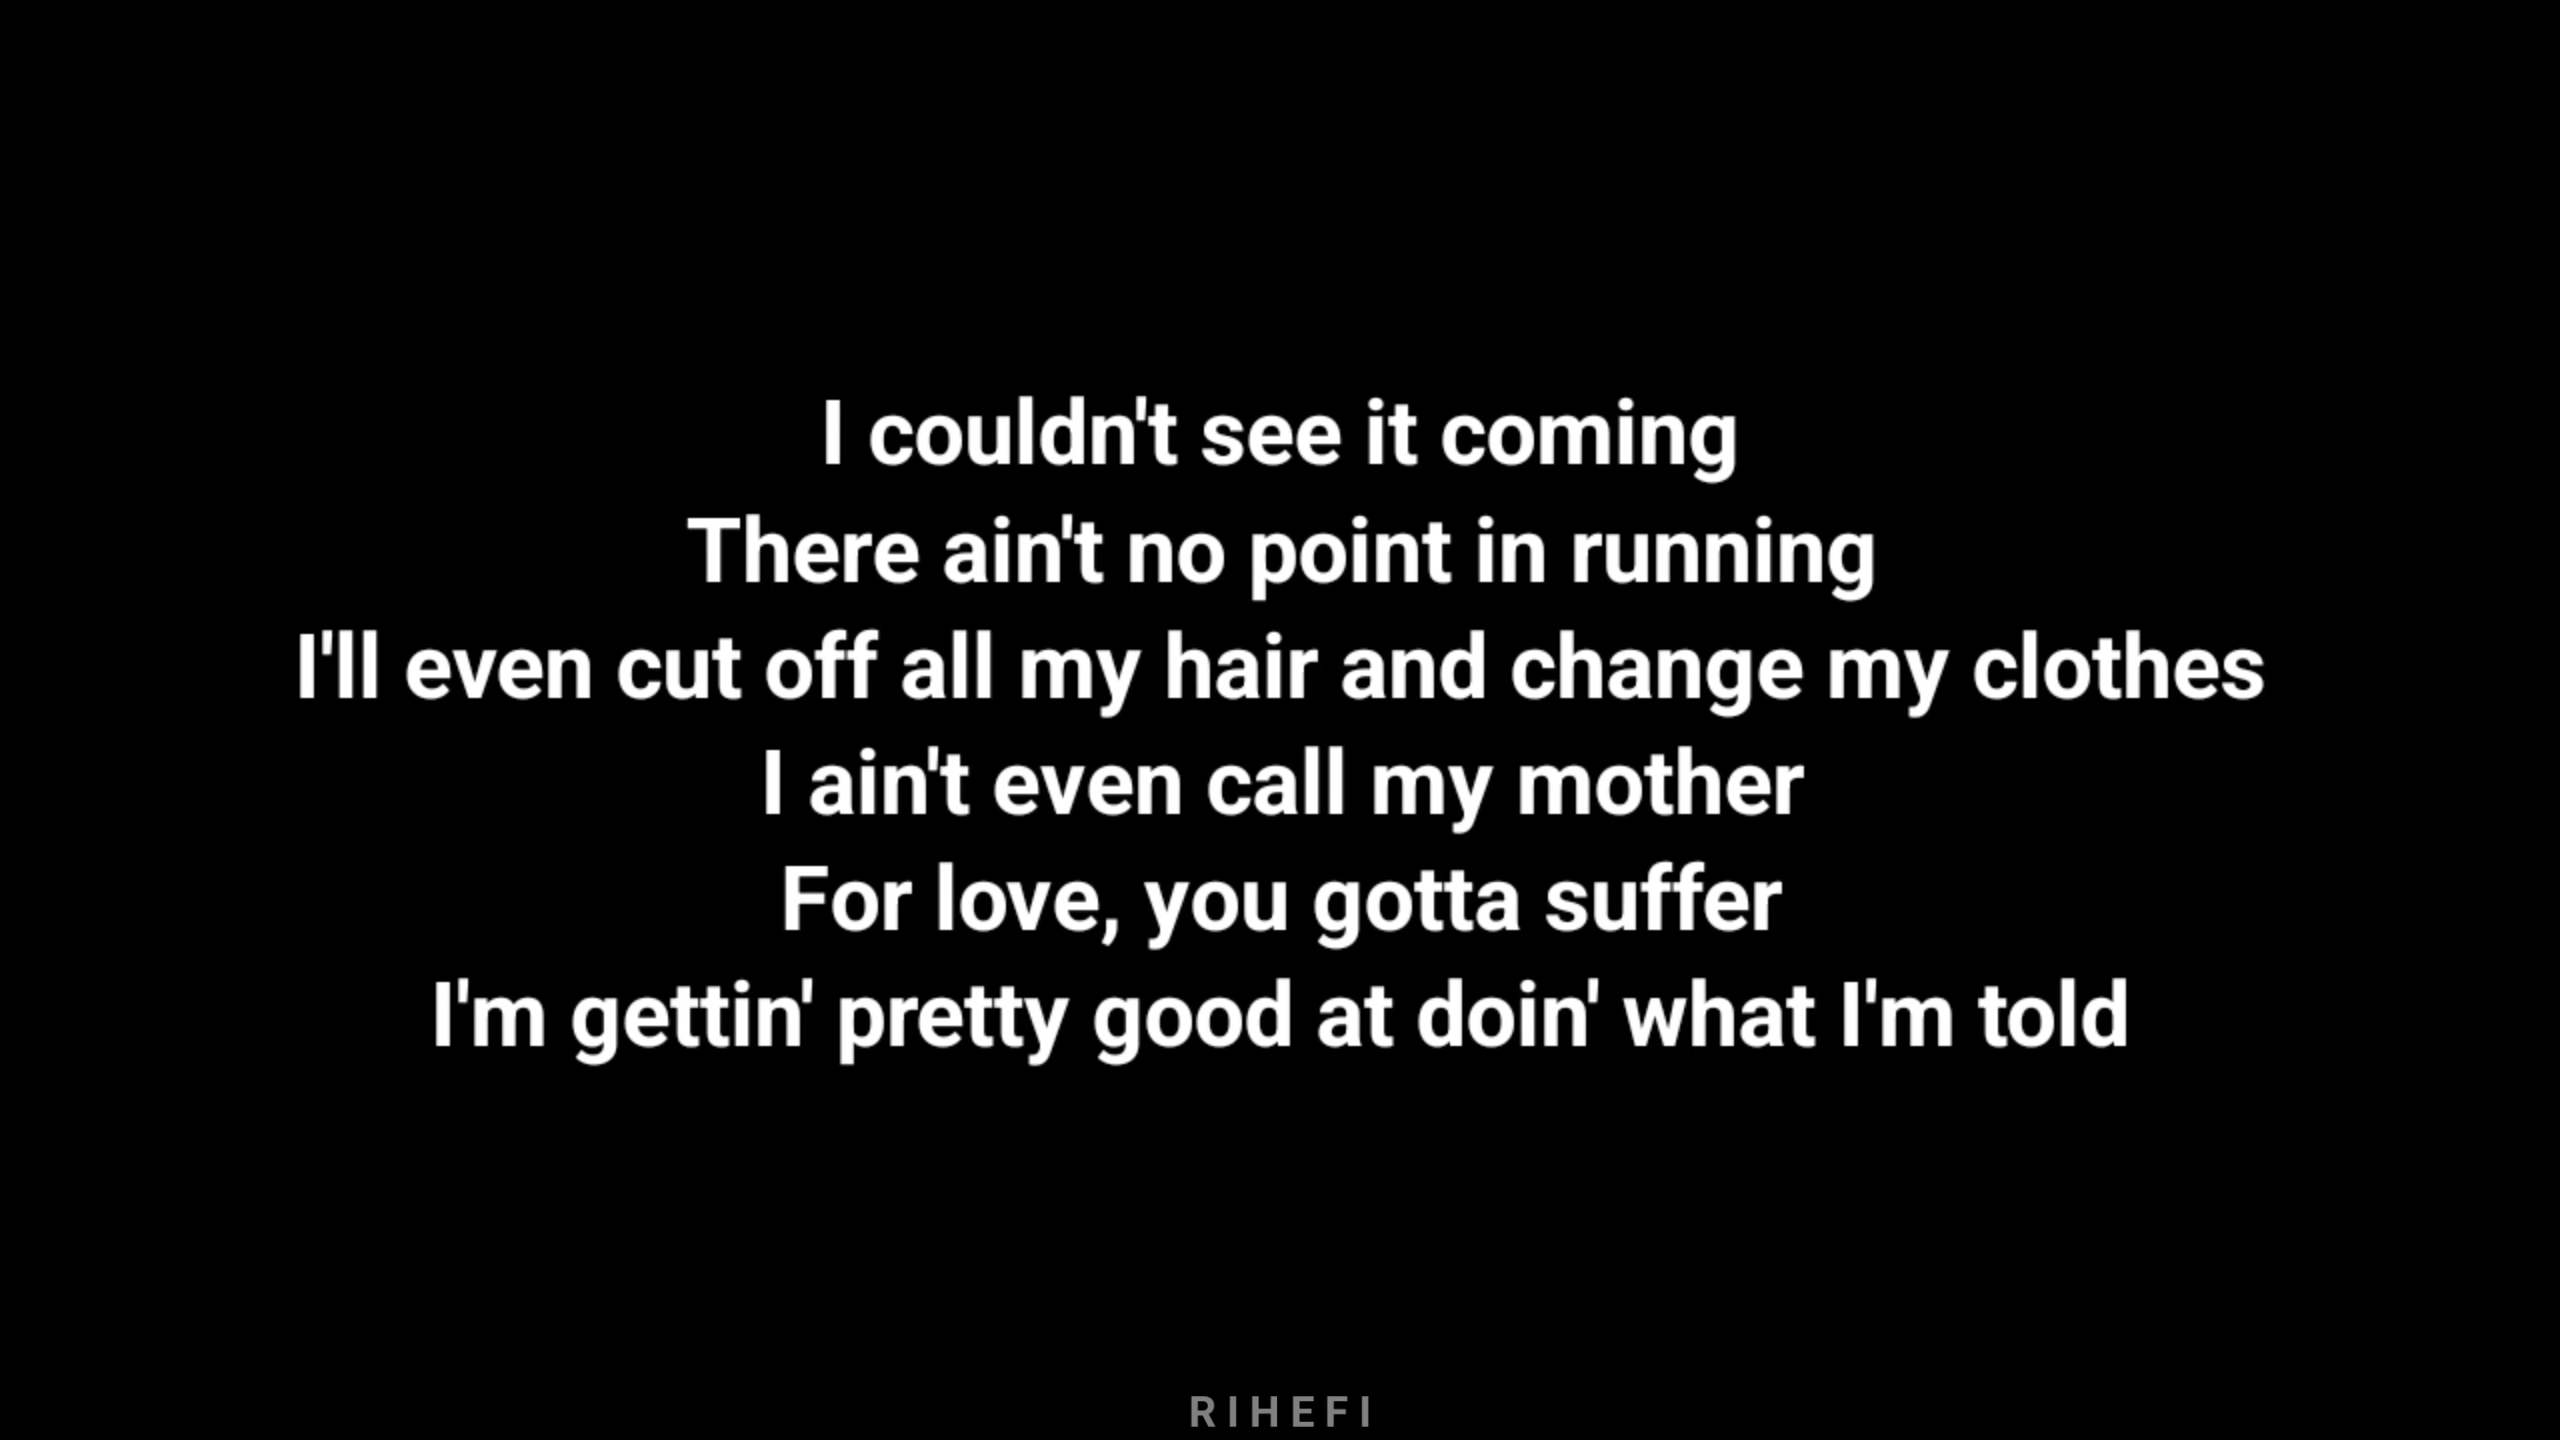 I couldn't see it coming
There ain't no point in running
I'll even cut off all my hair and change my clothes
I ain't even call my mother
For love, you gotta suffer
I'm gettin' pretty good at doin' what I'm told
RIHEFI